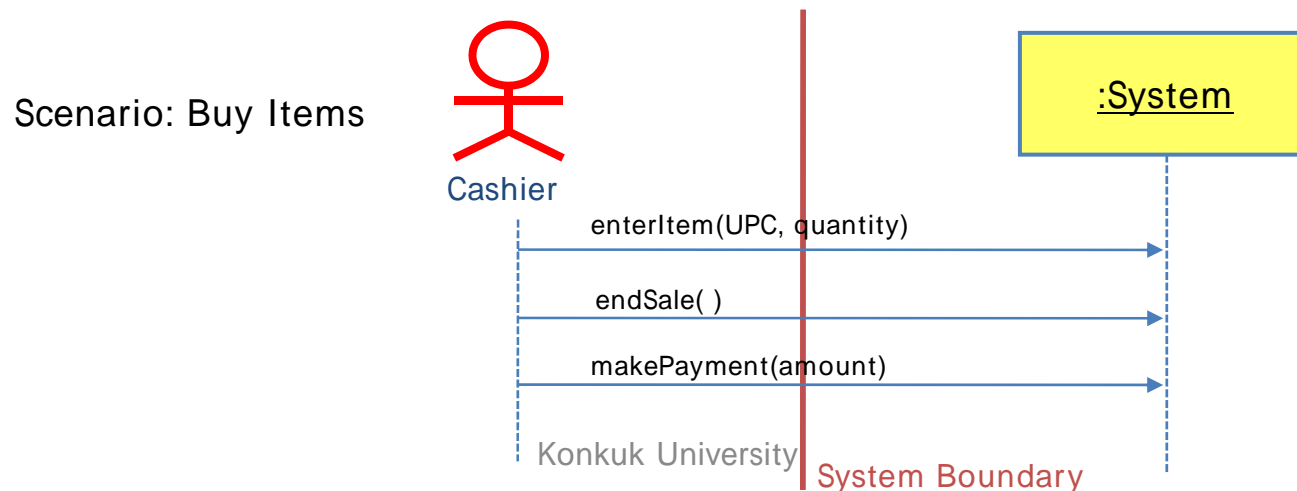 Scenario: Buy Items
:System
Cashier
enterItem(UPC, quantity)
endSale( )
makePayment(amount)
Konkuk University
System Boundary